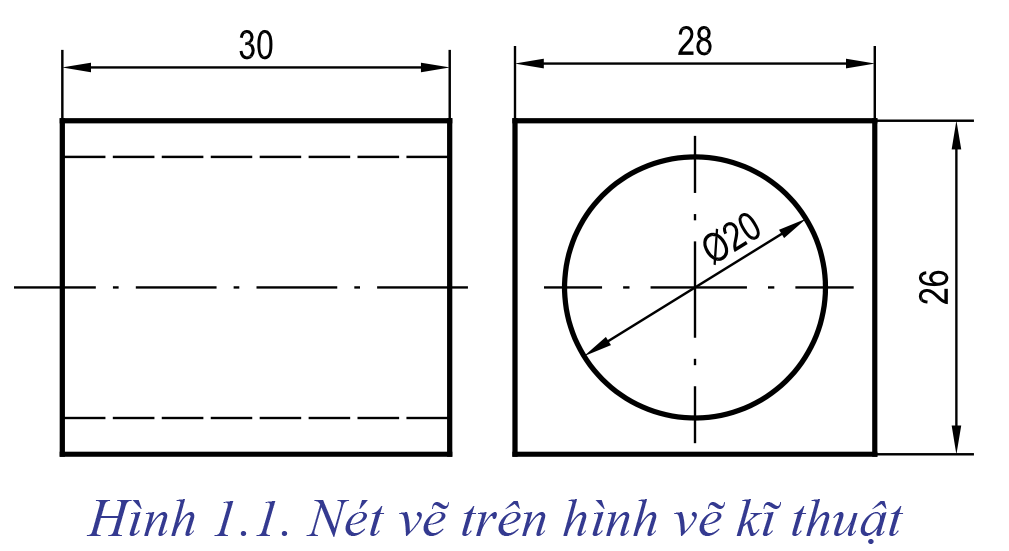 30
28
Ø20
26
Hình 1.1. Nét vẽ trên hình vẽ kĩ thuật